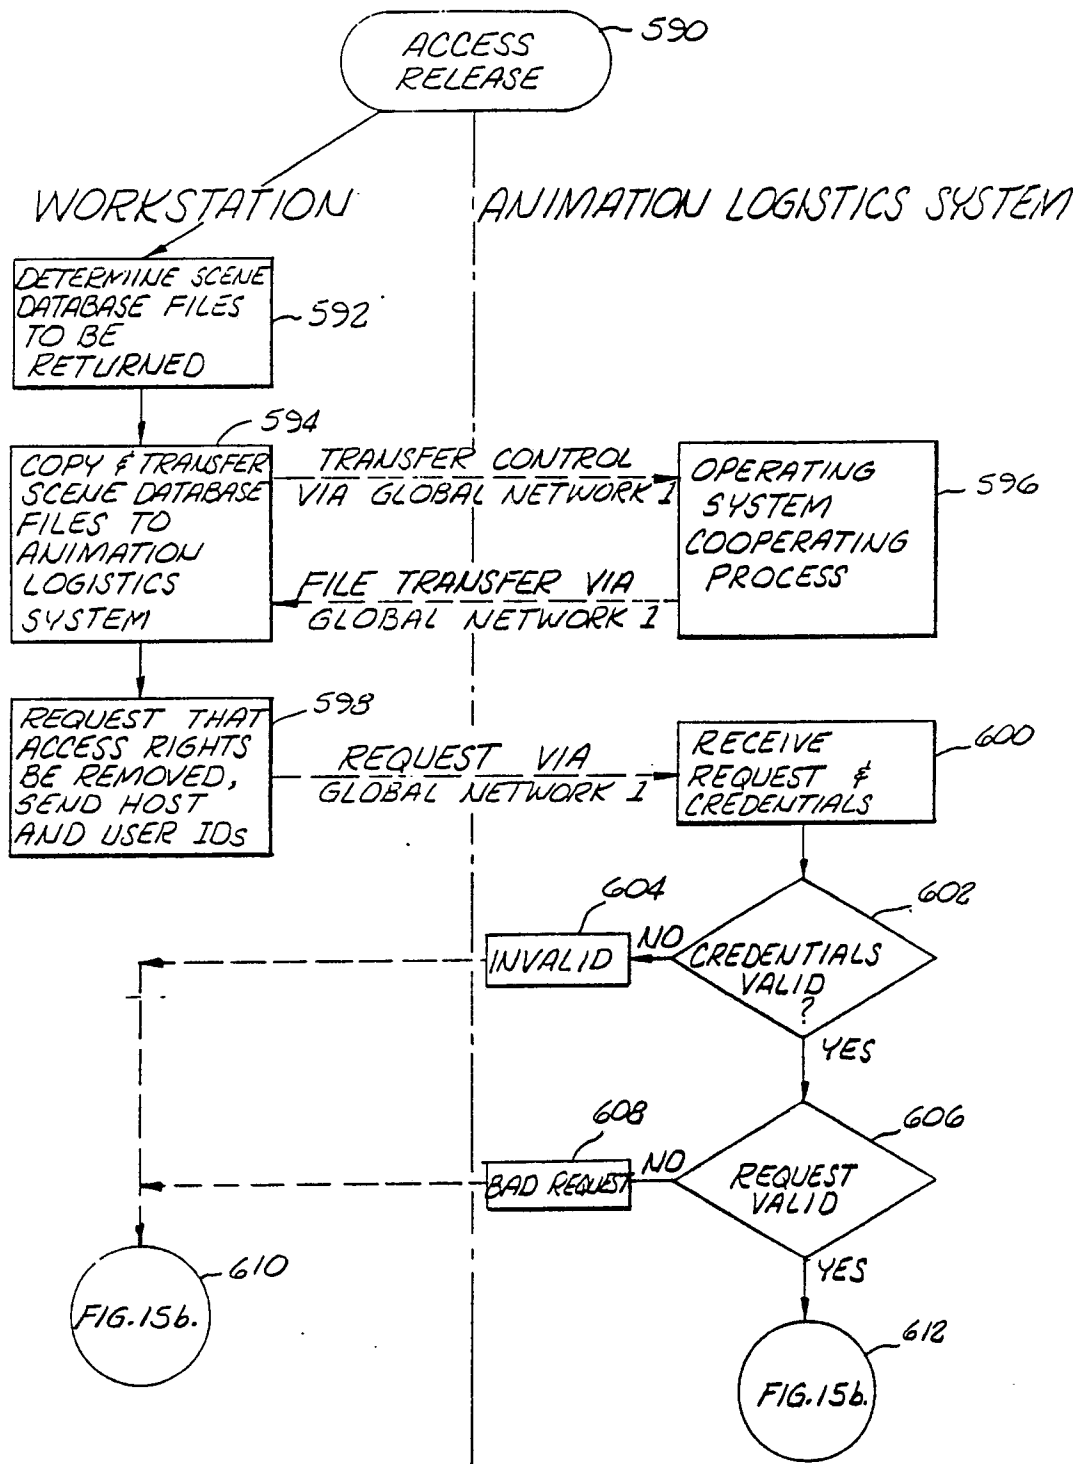 590
ACCESS
RELEASE
WORKSTATION
ANIMATION LOGISTICS SYSTEM
DETERMINE SCENE
DATABASE FILES
TO BE
RETURNED
592
594
COPY & TRANSFER
SCENE DATABASE
FILES TO
ANIMATION
LOGISTICS
SYSTEM
TRANSFER CONTROL
VIA GLOBAL NETWORK 1
FILE TRANSFER VIA
GLOBAL NETWORK 1
OPERATING
SYSTEM
COOPERATING
PROCESS
596
598
REQUEST THAT
ACCESS RIGHTS
BE REMOVED,
SEND HOST
AND USER IDs
REQUEST VIA
GLOBAL NETWORK 1
RECEIVE
REQUEST &
CREDENTIALS
600
602
604
INVALID
NO
CREDENTIALS
VALID
?
YES
606
608
BAD REQUEST
NO
REQUEST
VALID
YES
610
FIG.15b.
612
FIG.15b.